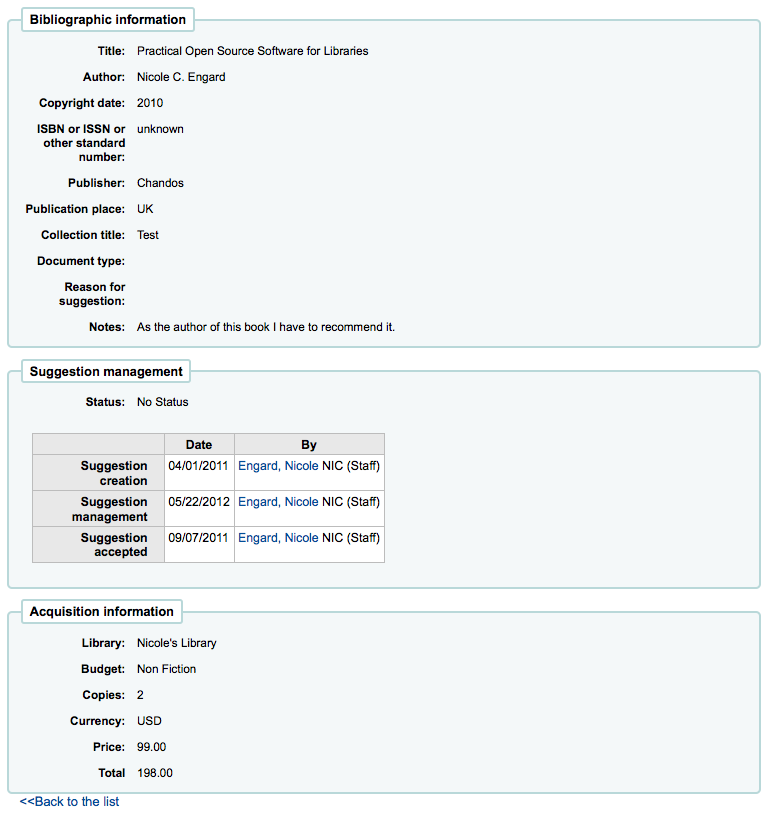 Bibliographic information
Title: Practical Open Source Software for Libraries
Author: Nicole C. Engard
Copyright date: 2010
ISBN or ISSN or unknown
other standard
number:
Publisher: Chandos
Publication place: UK
Collection title: Test
Document type:
Reason for
suggestion:
Notes: As the author of this book I have to recommend it.
Suggestion management
Status: No Status
Date By
Suggestion 04/01/2011 Engard, Nicole NIC (Staff)
creation
Suggestion 05/22/2012 Engard, Nicole NIC (Staff)
management
Suggestion 09/07/2011 Engard, Nicole NIC (Staff)
accepted
Acquisition information
Library: Nicole's Library
Budget: Non Fiction
Copies: 2
Currency: USD
Price: 99.00
Total 198.00
<<Back to the list